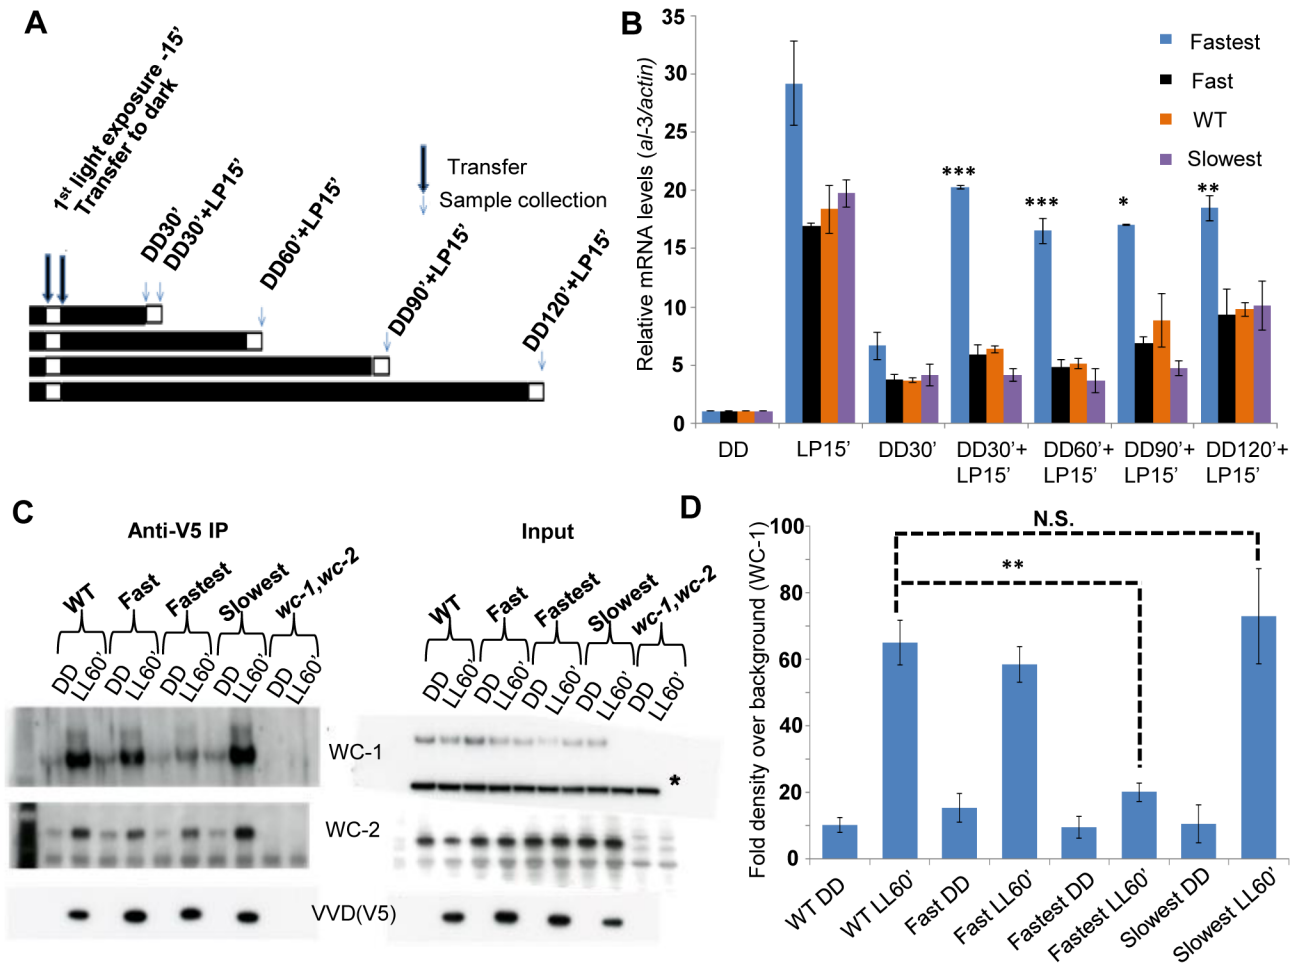 A
1st light exposure -15'
Transfer to dark
DD30'
DD30'+LP15'
DD60'+LP15'
DD90'+LP15'
DD120'+LP15'
Transfer
Sample collection
B
Relative mRNA levels (al-3/actin)
35
30
25
20
15
10
5
0
Fastest
Fast
WT
Slowest
***
***
*
**
DD
LP15'
DD30'
DD30'+
LP15'
DD60'+
LP15'
DD90'+
LP15'
DD120'+
LP15'
C
Anti-V5 IP
Input
WT
Fast
Fastest
Slowest
wc-1,wc-2
WT
Fast
Fastest
Slowest
wc-1,wc-2
DD
LL60'
DD
LL60'
DD
LL60'
DD
LL60'
DD
LL60'
DD
LL60'
DD
LL60'
DD
LL60'
DD
LL60'
DD
LL60'
WC-1
*
WC-2
VVD(V5)
D
Fold density over background (WC-1)
100
80
60
40
20
0
N.S.
**
WT DD
WT LL60'
Fast DD
Fast LL60'
Fastest DD
Fastest LL60'
Slowest DD
Slowest LL60'